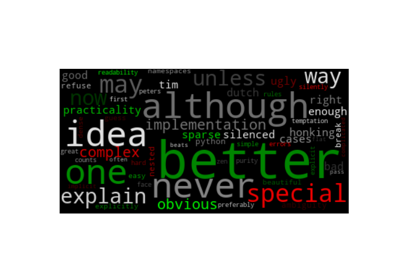 readability namespaces
good unless ugly way
refuse may tim peters dutch rules silently
now first although right
practicality enough
implementation temptation
idea sparse silenced honking
complex python cases break
great beats simple errors
counts often better purity bad
one easy never face pass
explain beautiful special
explicitly obvious preferably